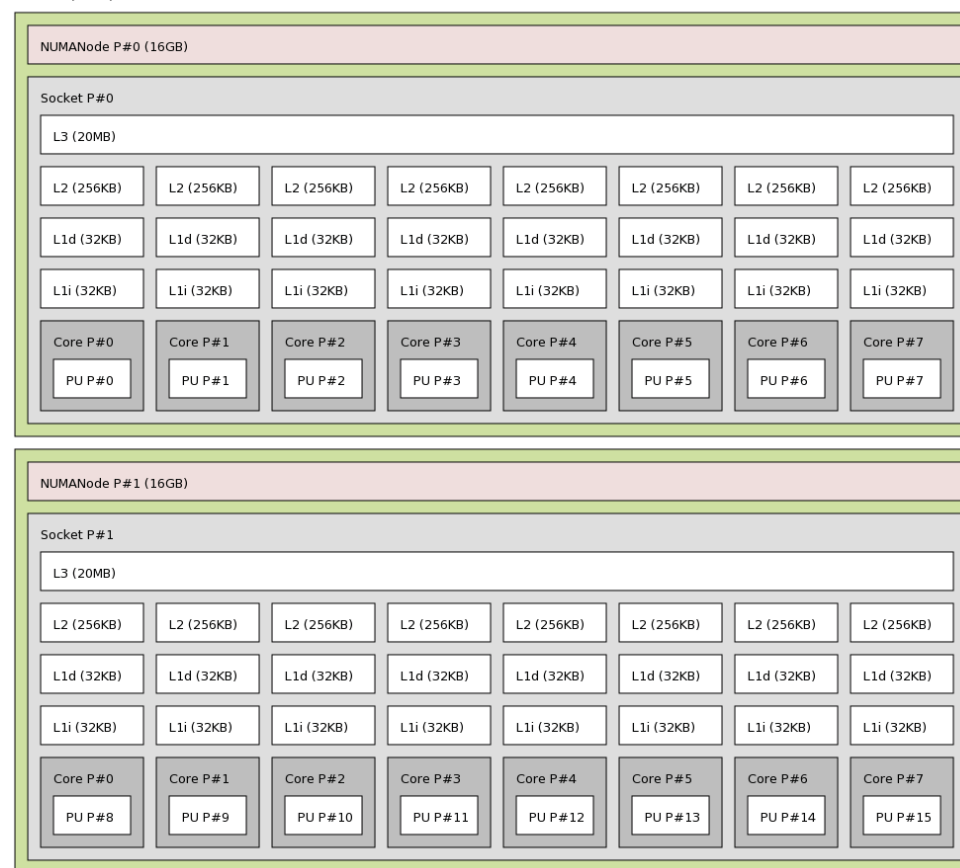 NUMANode P#0 (16GB)
Socket P#0
L3 (20MB)
L2 (256KB) L2 (256KB) L2 (256KB) L2 (256KB) L2 (256KB) L2 (256KB) L2 (256KB) L2 (256KB)
L1d (32KB) L1d (32KB) L1d (32KB) L1d (32KB) L1d (32KB) L1d (32KB) L1d (32KB) L1d (32KB)
L1i (32KB) L1i (32KB) L1i (32KB) L1i (32KB) L1i (32KB) L1i (32KB) L1i (32KB) L1i (32KB)
Core P#0 Core P#1 Core P#2 Core P#3 Core P#4 Core P#5 Core P#6 Core P#7
PU P#0 PU P#1 PU P#2 PU P#3 PU P#4 PU P#5 PU P#6 PU P#7
NUMANode P#1 (16GB)
Socket P#1
L3 (20MB)
L2 (256KB) L2 (256KB) L2 (256KB) L2 (256KB) L2 (256KB) L2 (256KB) L2 (256KB) L2 (256KB)
L1d (32KB) L1d (32KB) L1d (32KB) L1d (32KB) L1d (32KB) L1d (32KB) L1d (32KB) L1d (32KB)
L1i (32KB) L1i (32KB) L1i (32KB) L1i (32KB) L1i (32KB) L1i (32KB) L1i (32KB) L1i (32KB)
Core P#0 Core P#1 Core P#2 Core P#3 Core P#4 Core P#5 Core P#6 Core P#7
PU P#8 PU P#9 PU P#10 PU P#11 PU P#12 PU P#13 PU P#14 PU P#15